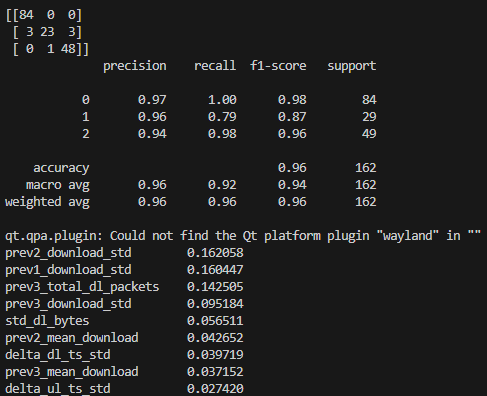 [[84  0  0]
 [ 3 23  3]
 [ 0  1 48]]
              precision    recall  f1-score   support

           0       0.97      1.00      0.98        84
           1       0.96      0.79      0.87        29
           2       0.94      0.98      0.96        49

    accuracy                           0.96       162
   macro avg       0.96      0.92      0.94       162
weighted avg       0.96      0.96      0.96       162

qt.qpa.plugin: Could not find the Qt platform plugin "wayland" in ""
prev2_download_std       0.162058
prev1_download_std       0.160447
prev3_total_dl_packets   0.142505
prev3_download_std       0.095184
std_dl_bytes             0.056511
prev2_mean_download      0.042652
delta_dl_ts_std          0.039719
prev3_mean_download      0.037152
delta_ul_ts_std          0.027420